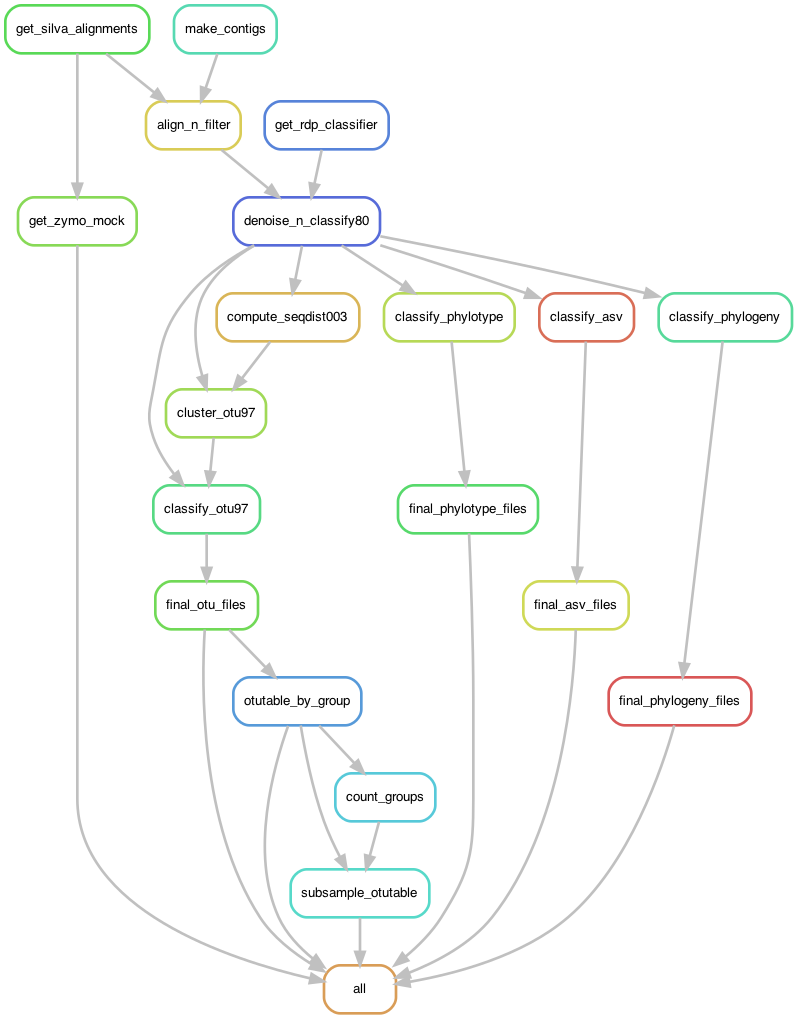 get_silva_alignments
make_contigs
align_n_filter
get_rdp_classifier
get_zymo_mock
denoise_n_classify80
compute_seqdist003
classify_phylotype
classify_asv
classify_phylogeny
cluster_otu97
classify_otu97
final_phylotype_files
final_otu_files
final_asv_files
otutable_by_group
final_phylogeny_files
count_groups
subsample_otutable
all